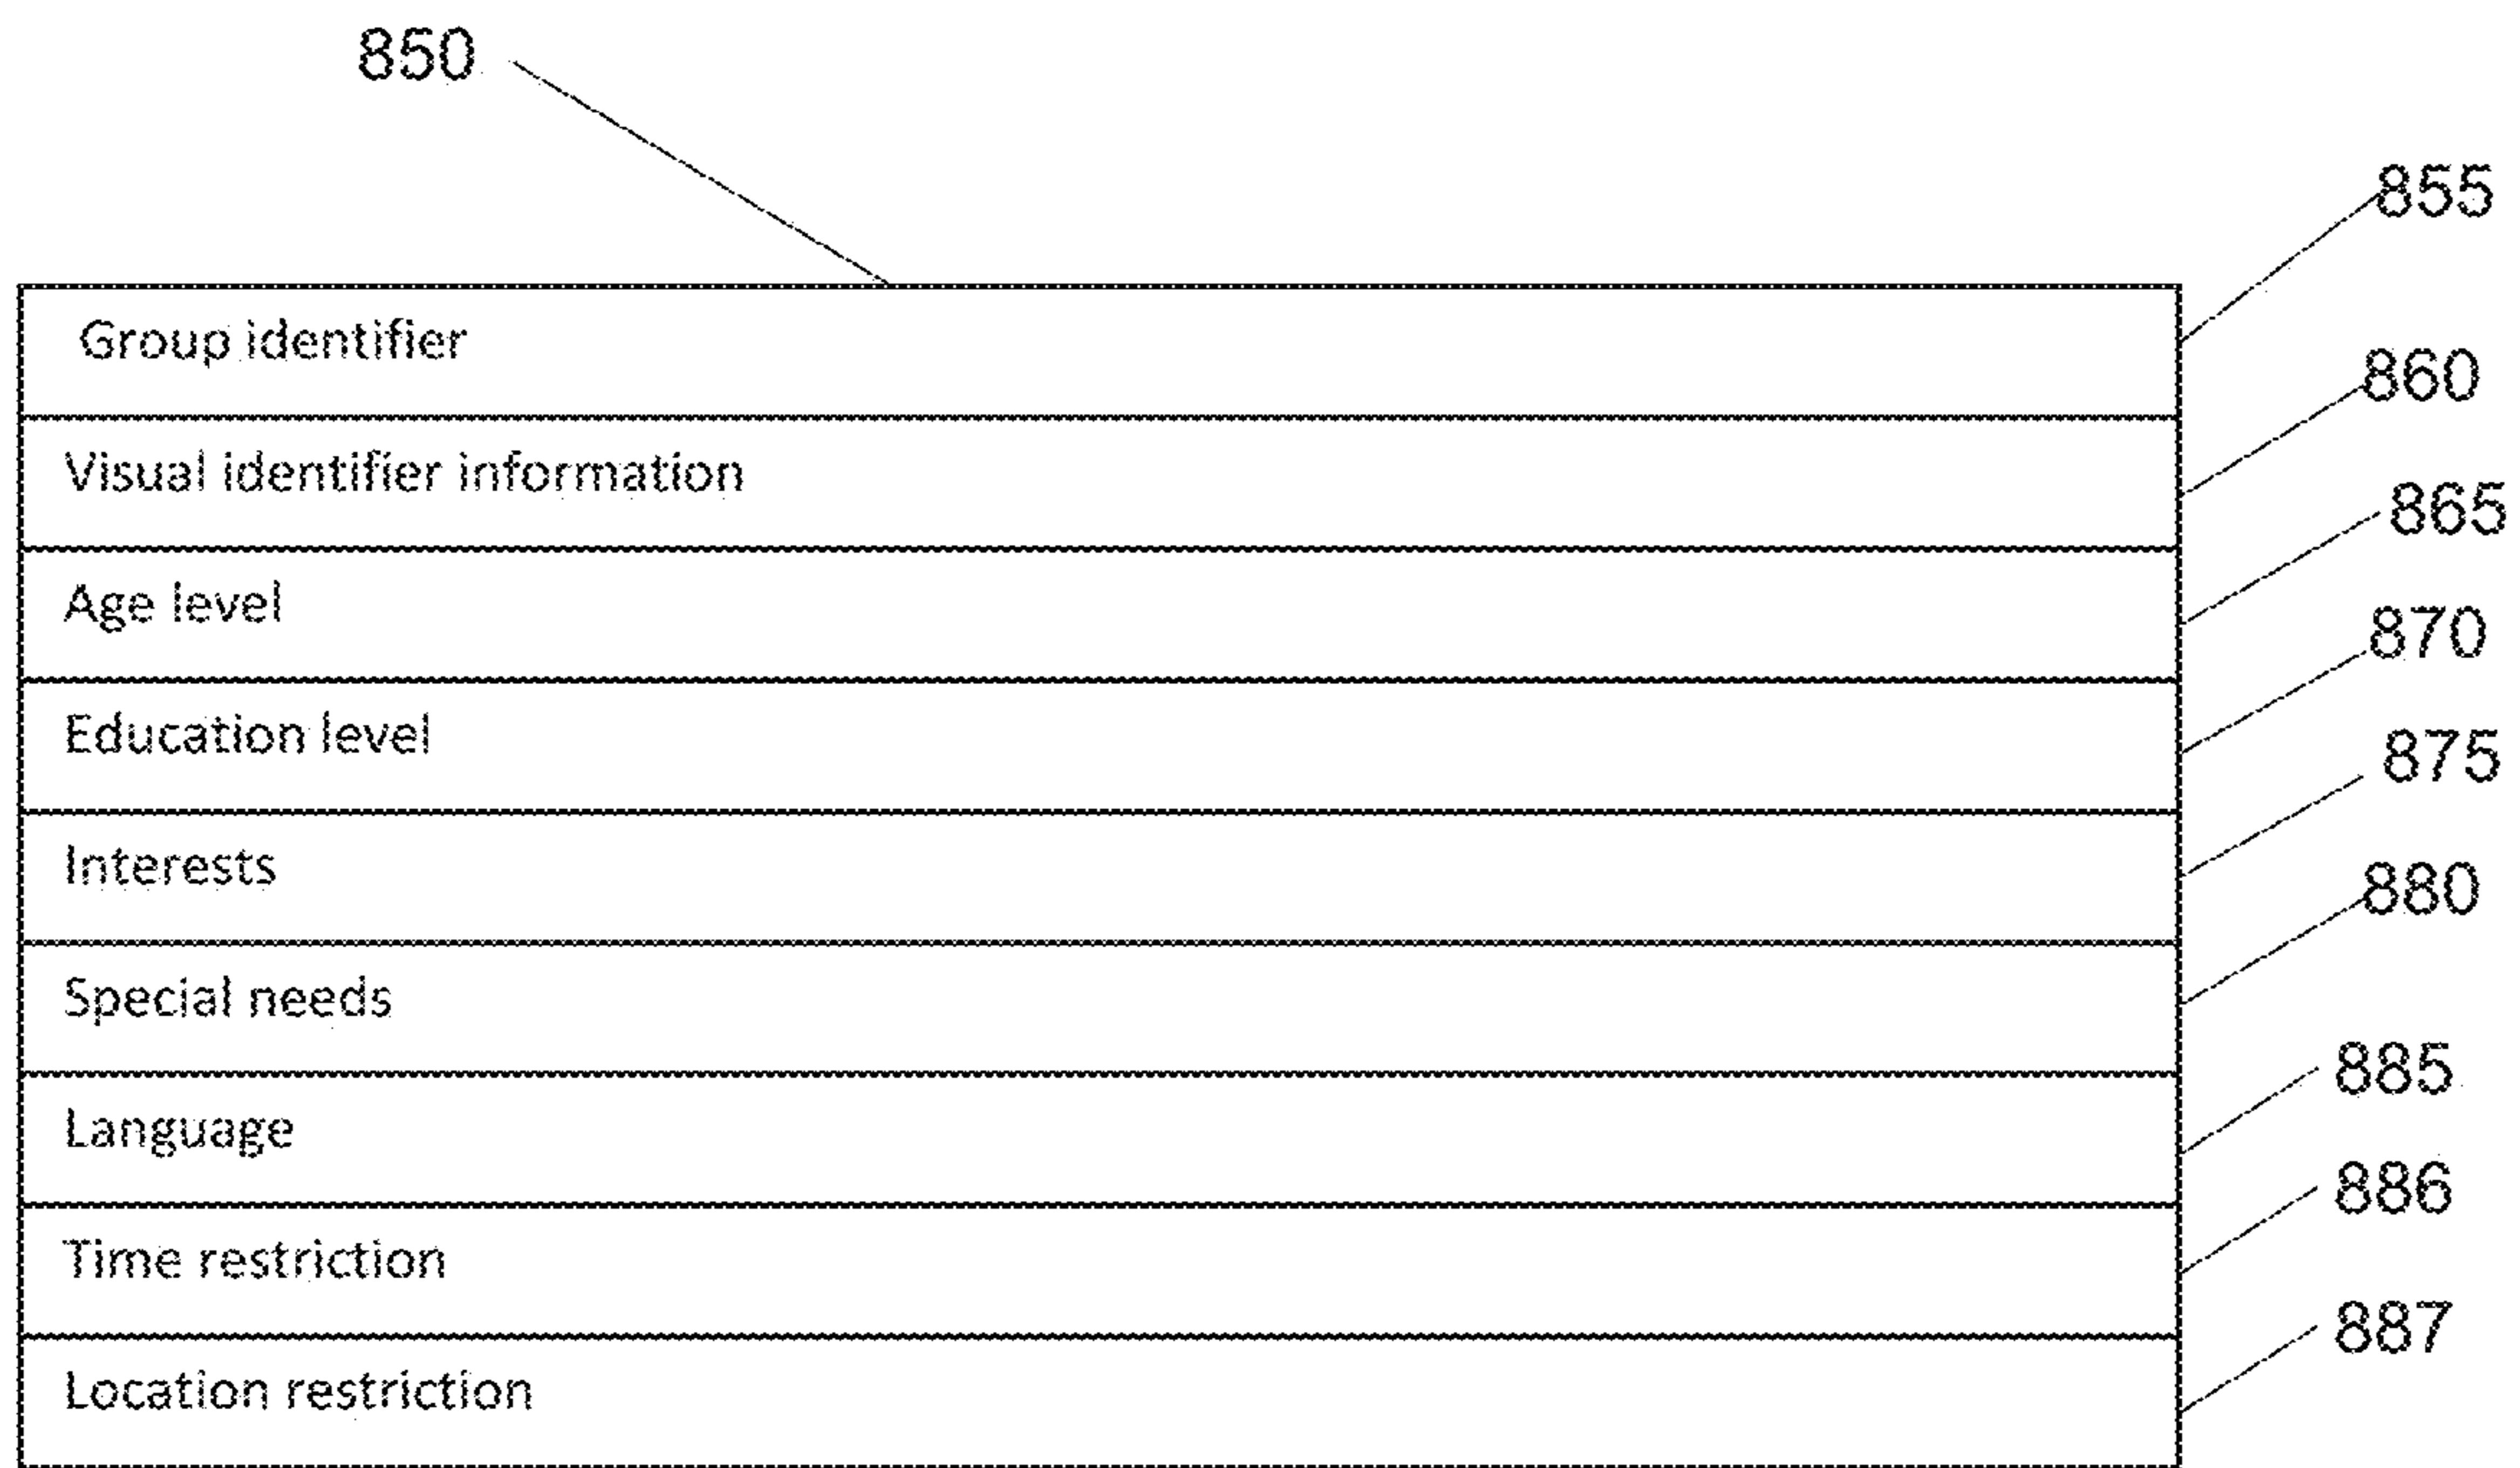 850
855
Group identifier
860
Visual identifier information
865
Age level
870
Education level
875
Interests
880
Special needs
885
Language
886
Time restriction
887
Location restriction